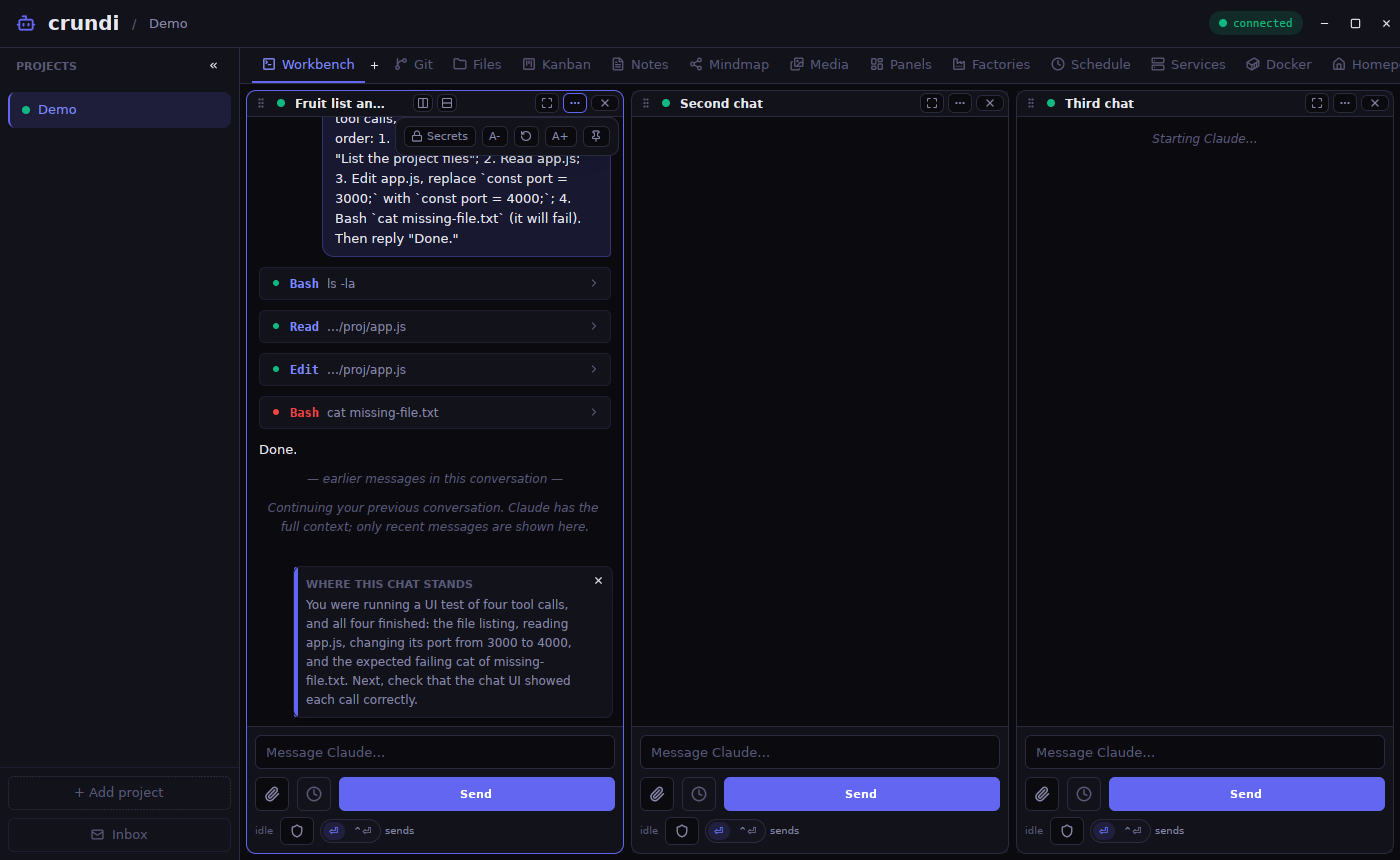 crundi / Demo
connected
PROJECTS «
Workbench + Git Files Kanban Notes Mindmap Media Panels Factories Schedule Services Docker Homep
Demo
Fruit list an…
Secrets A- A+
tool calls,
order: 1.
"List the project files"; 2. Read app.js;
3. Edit app.js, replace `const port =
3000;` with `const port = 4000;`; 4.
Bash `cat missing-file.txt` (it will fail).
Then reply "Done."
Bash ls -la
Read …/proj/app.js
Edit …/proj/app.js
Bash cat missing-file.txt
Done.
— earlier messages in this conversation —
Continuing your previous conversation. Claude has the
full context; only recent messages are shown here.
WHERE THIS CHAT STANDS
You were running a UI test of four tool calls,
and all four finished: the file listing, reading
app.js, changing its port from 3000 to 4000,
and the expected failing cat of missing-
file.txt. Next, check that the chat UI showed
each call correctly.
Message Claude…
Send
idle ⏎ ^⏎ sends
Second chat
Message Claude…
Send
idle ⏎ ^⏎ sends
Third chat
Starting Claude…
Message Claude…
Send
idle ⏎ ^⏎ sends
+ Add project
Inbox